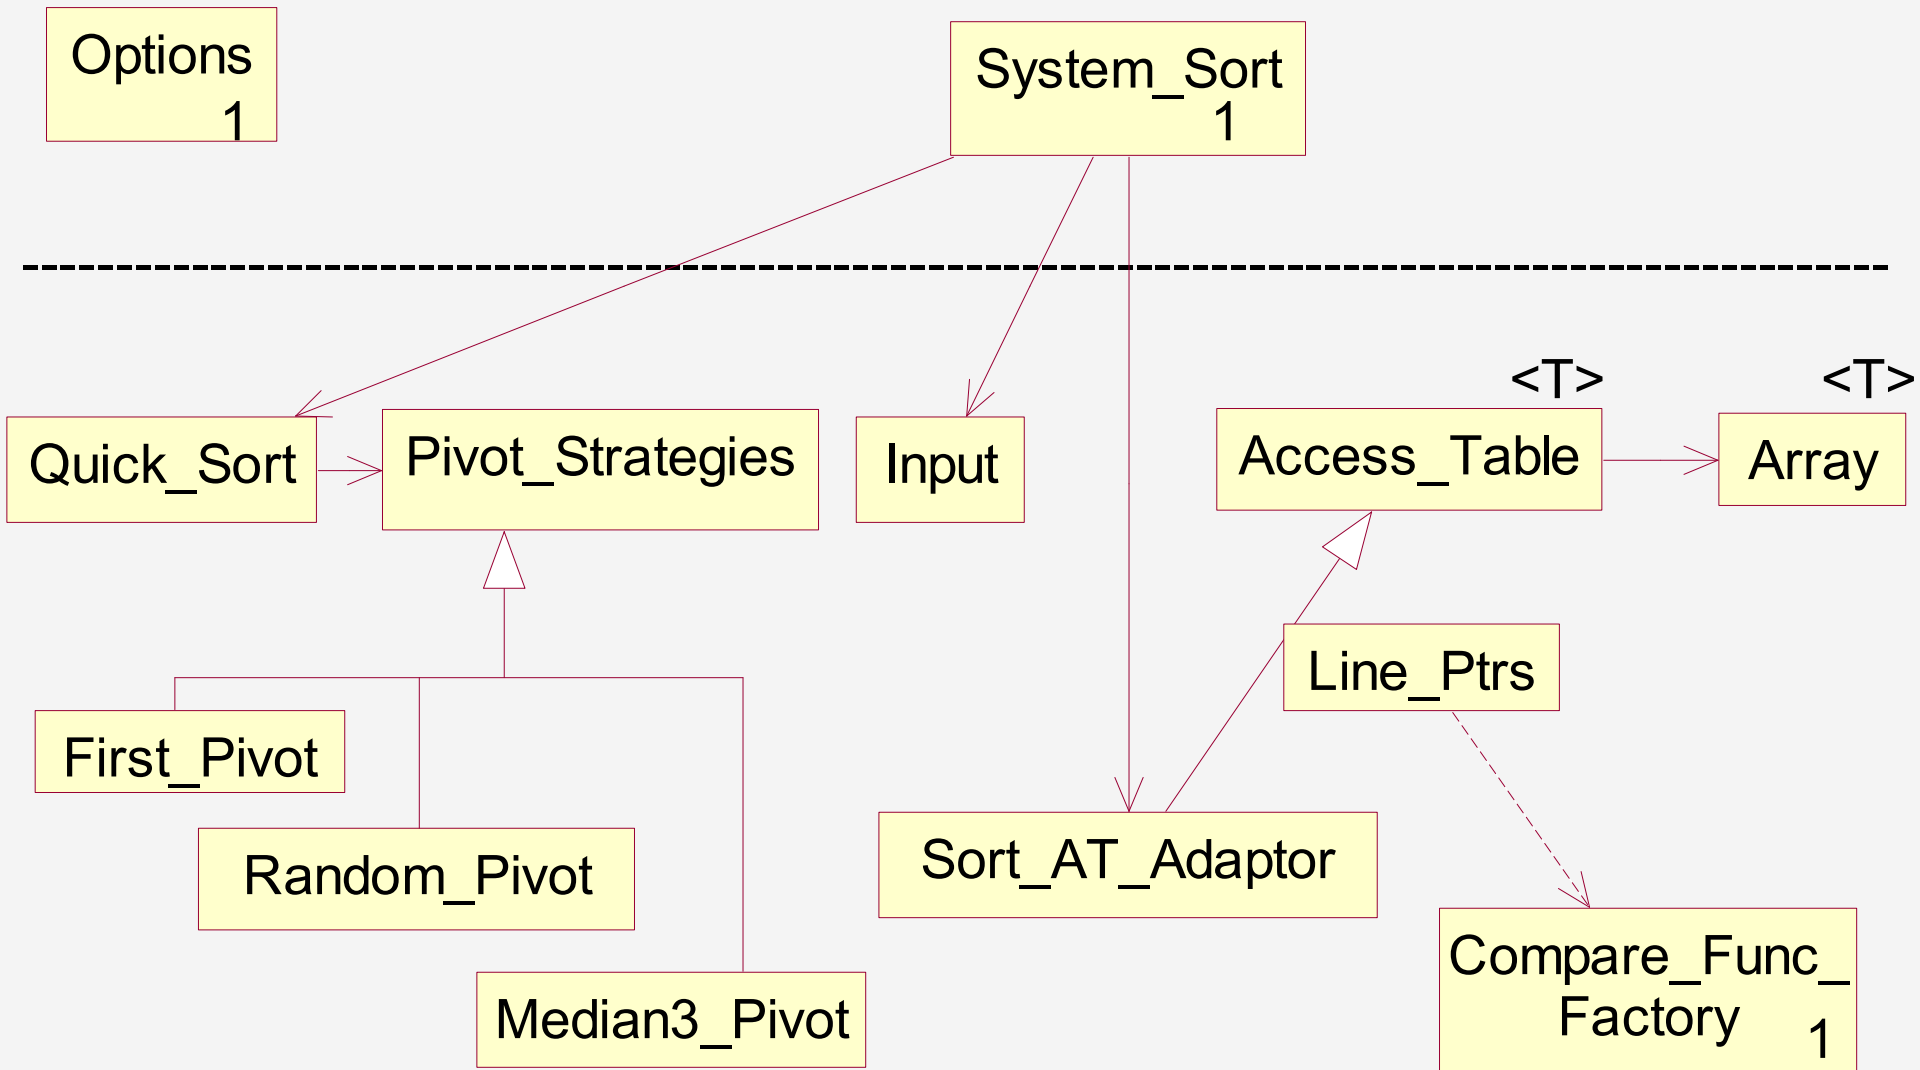 Options
1
System_Sort
1
<T>
<T>
Quick_Sort
Pivot_Strategies
Input
Access_Table
Array
Line_Ptrs
First_Pivot
Random_Pivot
Sort_AT_Adaptor
Median3_Pivot
Compare_Func_
Factory
1